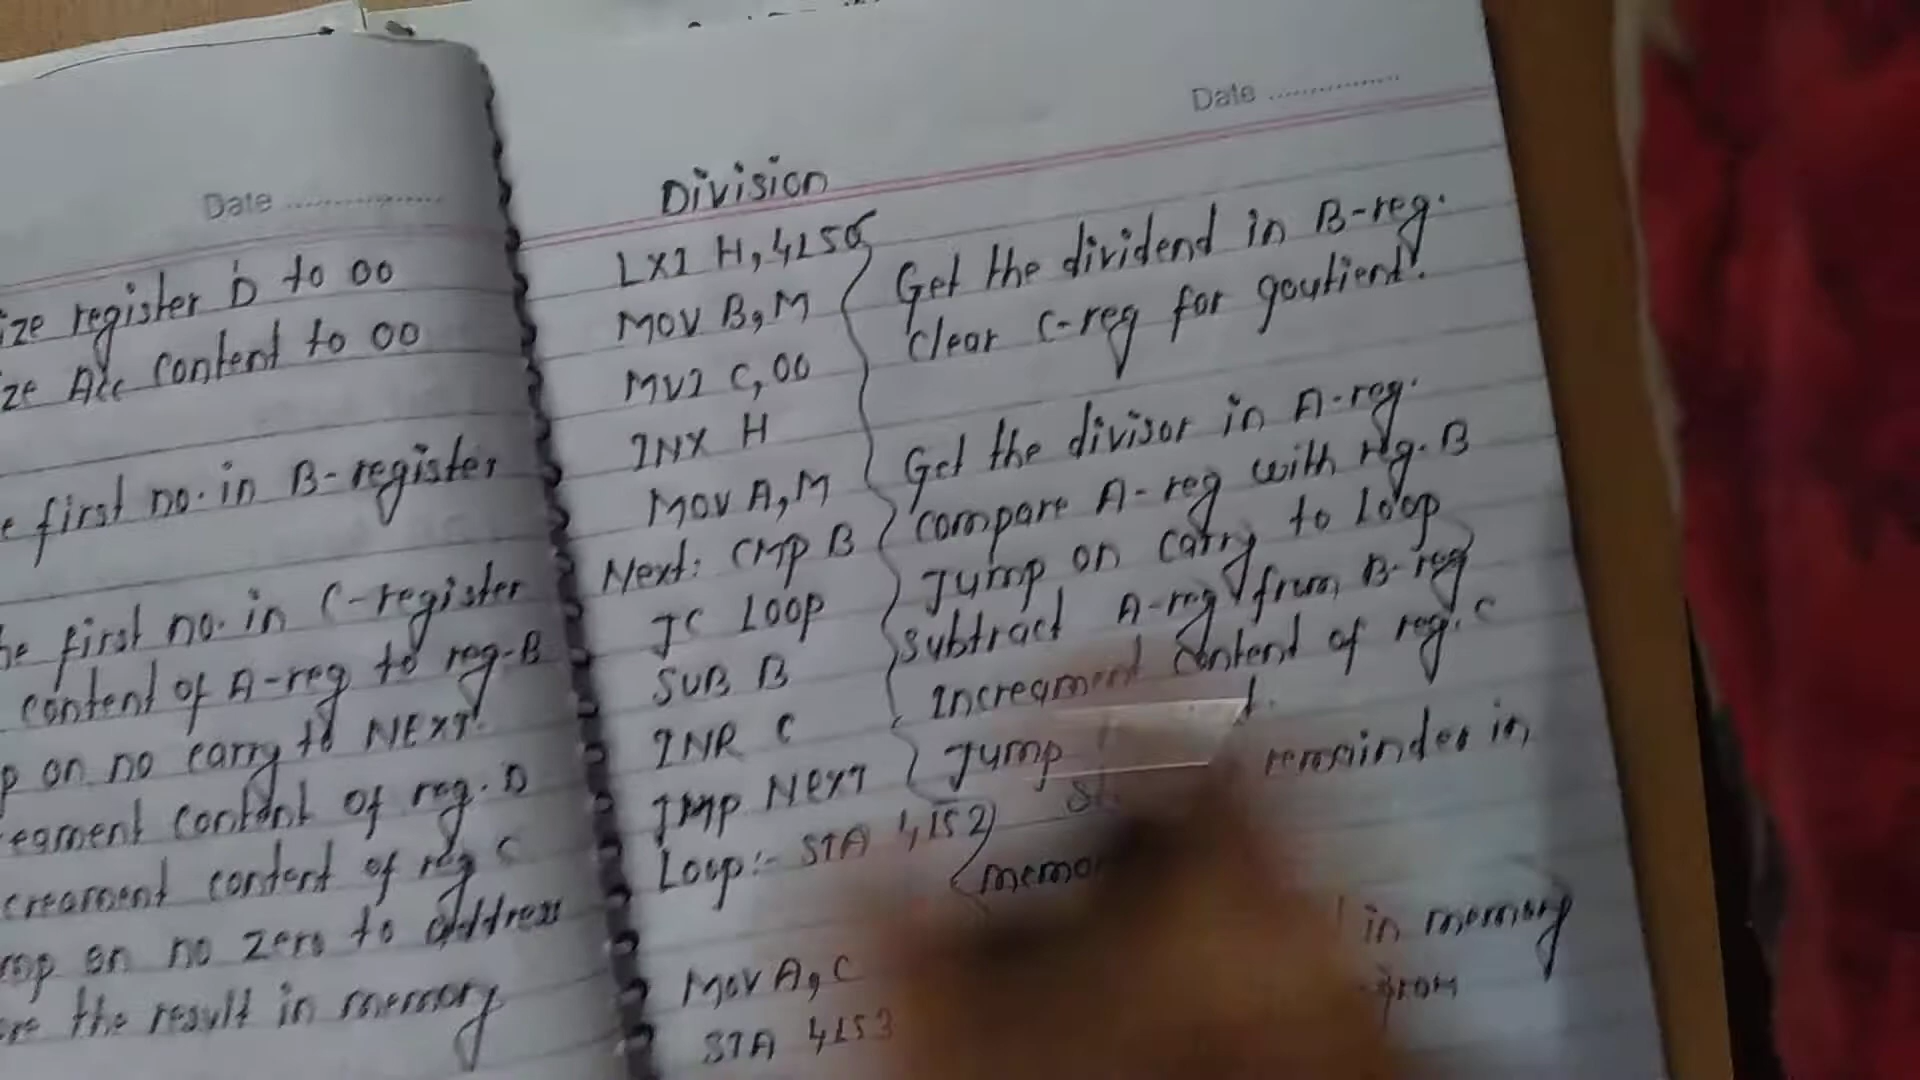 Date
ize register D to 00
ize Acc content to 00
first no. in B-register
he first no. in C-register
content of A-reg to reg-B
p on no carry to NEXT.
eament content of reg. D
creament content of reg C
mp on no zero to address
ore the result in memory
Date
Division
LXI H, 4150
MOV B, M
MVI C, 00
INX H
MOV A, M
Next: CMP B
JC LOOP
SUB B
INR C
JMP NEXT
Loop:- STA 4152
MOV A, C
STA 4153
Get the dividend in B-reg.
clear C-reg for goutient.
Get the divisor in A-reg.
compare A-reg with reg. B
Jump on carry to loop
subtract A-reg from B-reg
Increament content of reg. C
Jump
remainder in
memo
in memory